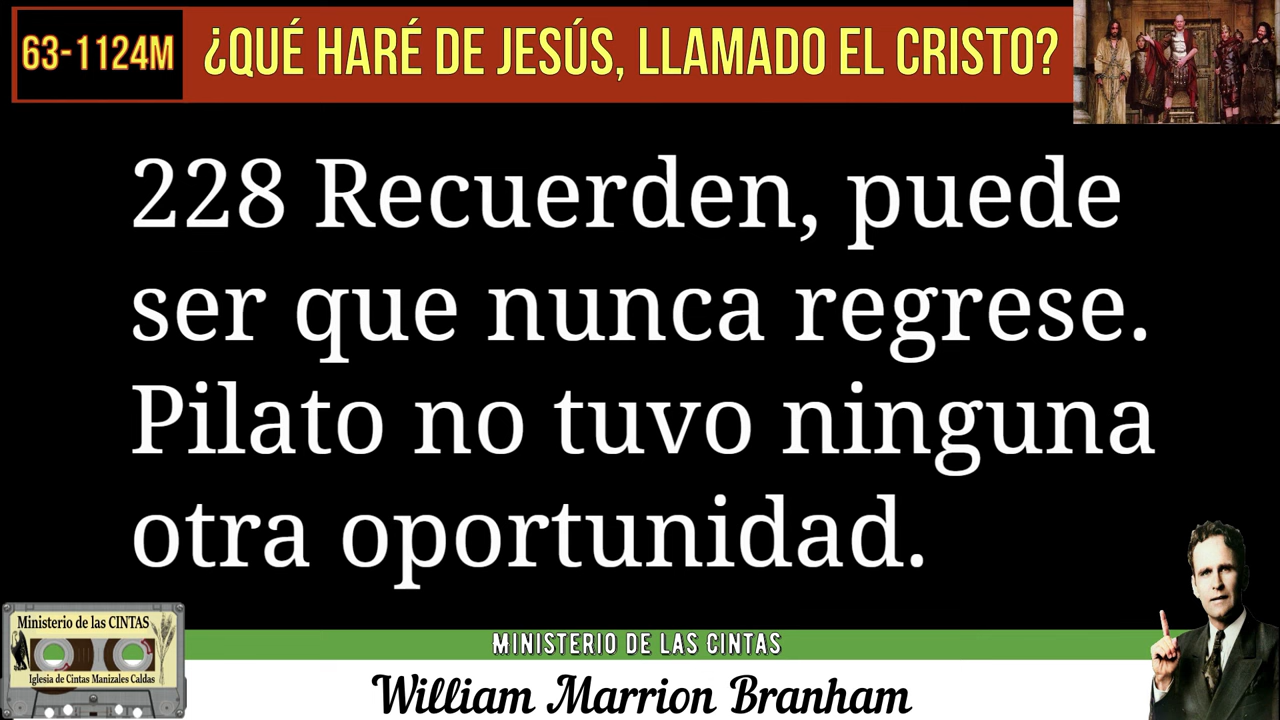 63-1124M
¿QUÉ HARÉ DE JESÚS, LLAMADO EL CRISTO?
228 Recuerden, puede
ser que nunca regrese.
Pilato no tuvo ninguna
otra oportunidad.
Ministerio de las CINTAS
Iglesia de Cintas Manizales Caldas
MINISTERIO DE LAS CINTAS
William Marrion Branham